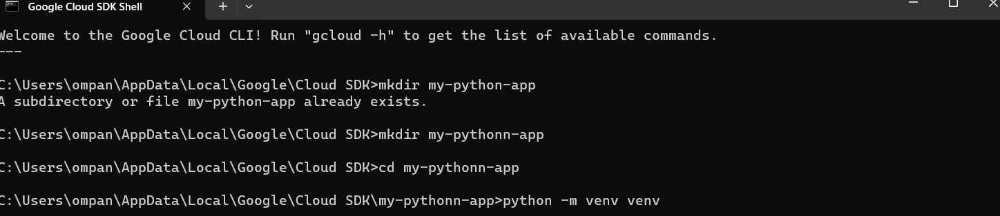 Google Cloud SDK Shell
Welcome to the Google Cloud CLI! Run "gcloud -h" to get the list of available commands.
---
C:\Users\ompan\AppData\Local\Google\Cloud SDK>mkdir my-python-app
A subdirectory or file my-python-app already exists.
C:\Users\ompan\AppData\Local\Google\Cloud SDK>mkdir my-pythonn-app
C:\Users\ompan\AppData\Local\Google\Cloud SDK>cd my-pythonn-app
C:\Users\ompan\AppData\Local\Google\Cloud SDK\my-pythonn-app>python -m venv venv